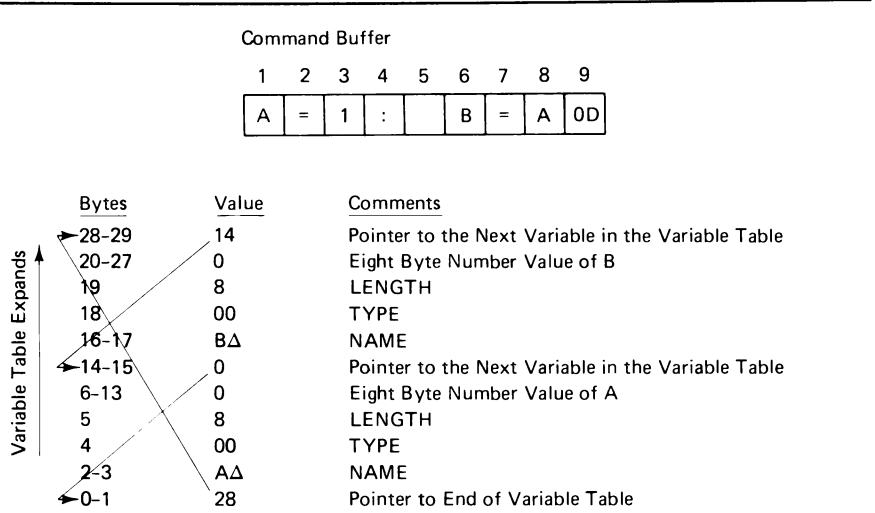 Command Buffer
1 2 3 4 5 6 7 8 9
A = 1 : B = A 0D
Bytes Value Comments
28–29 14 Pointer to the Next Variable in the Variable Table
20–27 0 Eight Byte Number Value of B
19 8 LENGTH
18 00 TYPE
16–17 BΔ NAME
14–15 0 Pointer to the Next Variable in the Variable Table
6–13 0 Eight Byte Number Value of A
5 8 LENGTH
4 00 TYPE
2–3 AΔ NAME
0–1 28 Pointer to End of Variable Table
Variable Table Expands